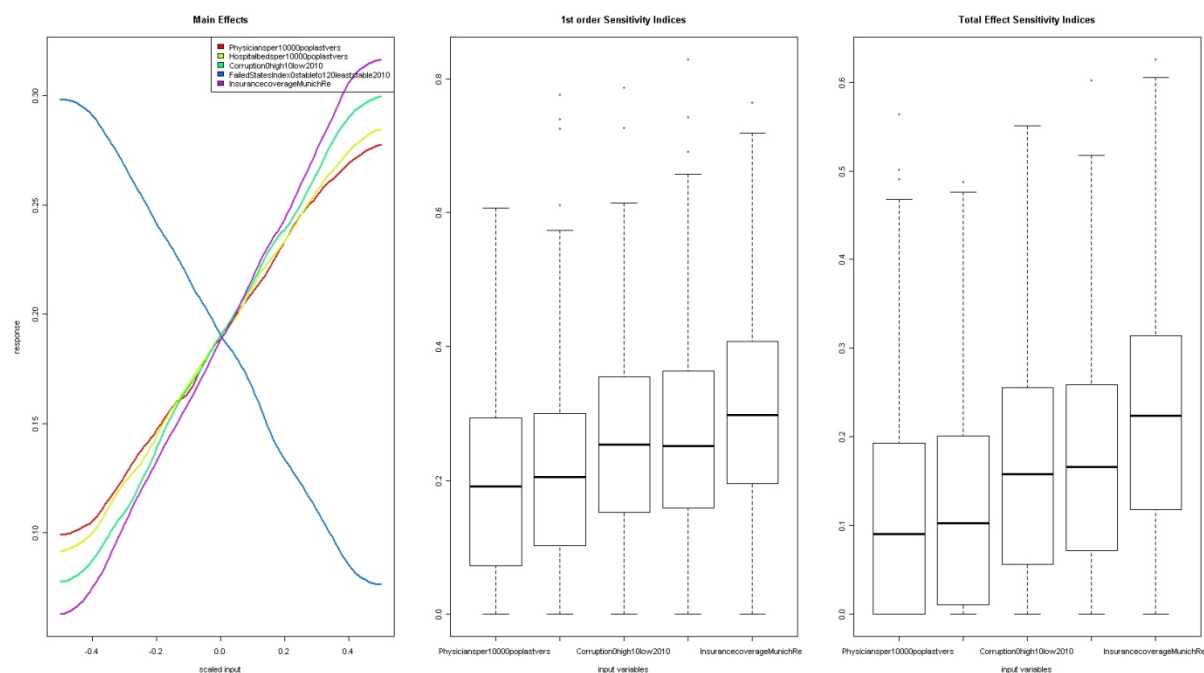 Main Effects
Physiciansper10000poplastvers
Hospitalbedsper10000poplastvers
Corruption0high10low2010
FailedStatesIndex0stableto120leaststable2010
InsurancecoverageMunichRe
response
0.30
0.25
0.20
0.15
0.10
-0.4 -0.2 0.0 0.2 0.4
scaled input
1st order Sensitivity Indices
0.8
0.6
0.4
0.2
0.0
Physiciansper10000poplastvers Corruption0high10low2010 InsurancecoverageMunichRe
input variables
Total Effect Sensitivity Indices
0.6
0.5
0.4
0.3
0.2
0.1
0.0
Physiciansper10000poplastvers Corruption0high10low2010 InsurancecoverageMunichRe
input variables